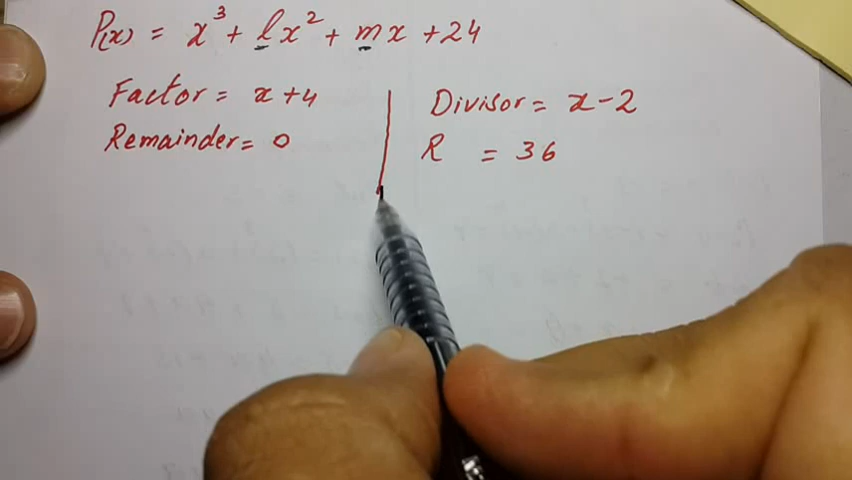 P(x) = x³ + lx² + mx + 24
Factor = x + 4
Remainder = 0
Divisor = x - 2
R = 36